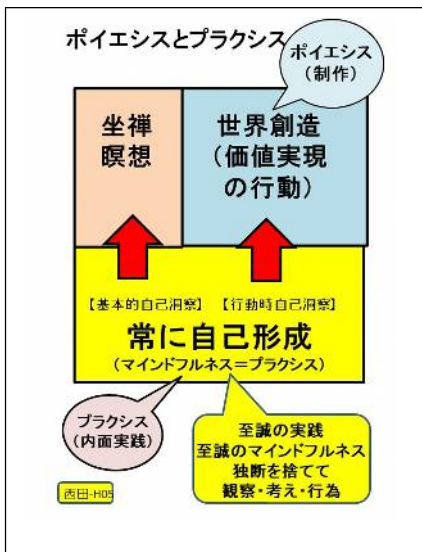 ポイエシスとプラクシス
ポイエシス
(制作)
坐禅
瞑想
世界創造
(価値実現
の行動)
【基本的自己洞察】 【行動時自己洞察】
常に自己形成
(マインドフルネス=プラクシス)
プラクシス
(内面実践)
至誠の実践
至誠のマインドフルネス
独断を捨てて
観察・考え・行為
西田-H05